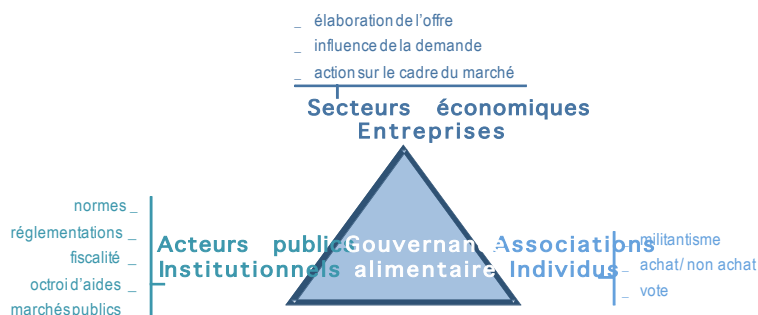 _ élaboration de l'offre
_ influence de la demande
_ action sur le cadre du marché
Secteurs économiques
Entreprises
normes _
réglementations _
fiscalité _
octroi d'aides _
marchés publics
Acteurs publics
Institutionnels
Gouvernance
alimentaire
Associations
Individus
_ militantisme
_ achat / non achat
_ vote